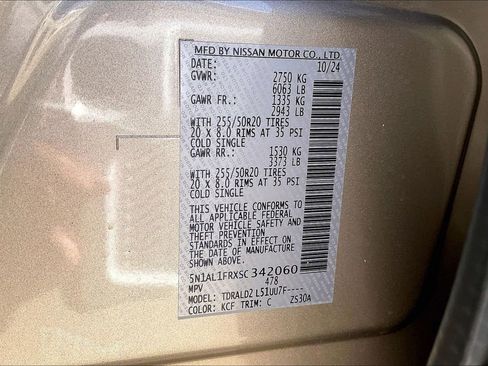 MFD BY NISSAN MOTOR CO., LTD.
DATE: 10/24
GVWR: 2750 KG
6063 LB
GAWR FR.: 1335 KG
2943 LB
WITH 255/50R20 TIRES
20 X 8.0 RIMS AT 35 PSI
COLD SINGLE
GAWR RR.: 1530 KG
3373 LB
WITH 255/50R20 TIRES
20 X 8.0 RIMS AT 35 PSI
COLD SINGLE
THIS VEHICLE CONFORMS TO
ALL APPLICABLE FEDERAL
MOTOR VEHICLE SAFETY AND
THEFT PREVENTION
STANDARDS IN EFFECT ON
THE DATE OF MANUFACTURE
SHOWN ABOVE
5N1AL1FRXSC 342060
MPV 478
MODEL: TDRALD2 L51UU7F----
COLOR: KCF TRIM: C ZS30A